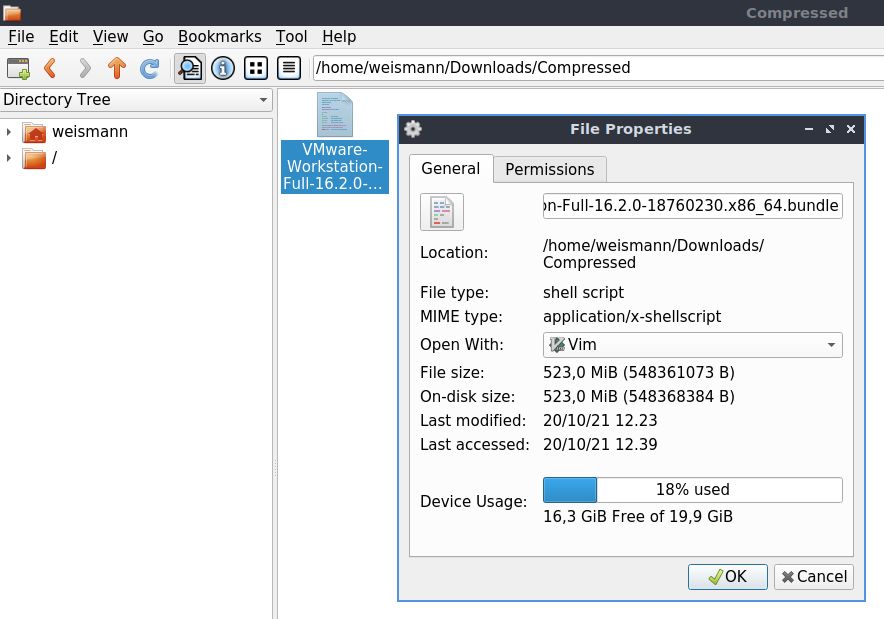 Compressed
File Edit View Go Bookmarks Tool Help
/home/weismann/Downloads/Compressed
Directory Tree
weismann
/
VMware-
Workstation-
Full-16.2.0-...
File Properties
General Permissions
on-Full-16.2.0-18760230.x86_64.bundle
Location: /home/weismann/Downloads/
Compressed
File type: shell script
MIME type: application/x-shellscript
Open With: Vim
File size: 523,0 MiB (548361073 B)
On-disk size: 523,0 MiB (548368384 B)
Last modified: 20/10/21 12.23
Last accessed: 20/10/21 12.39
Device Usage: 18% used
16,3 GiB Free of 19,9 GiB
OK Cancel